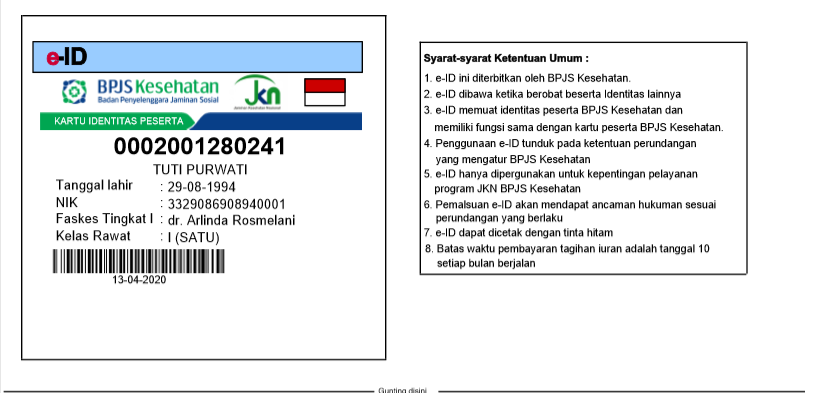 e-ID
BPJS Kesehatan
Badan Penyelenggara Jaminan Sosial
Jkn
KARTU IDENTITAS PESERTA
0002001280241
TUTI PURWATI
Tanggal lahir : 29-08-1994
NIK : 3329086908940001
Faskes Tingkat I : dr. Arlinda Rosmelani
Kelas Rawat : I (SATU)
13-04-2020
Syarat-syarat Ketentuan Umum :
1. e-ID ini diterbitkan oleh BPJS Kesehatan.
2. e-ID dibawa ketika berobat beserta Identitas lainnya
3. e-ID memuat identitas peserta BPJS Kesehatan dan
memiliki fungsi sama dengan kartu peserta BPJS Kesehatan.
4. Penggunaan e-ID tunduk pada ketentuan perundangan
yang mengatur BPJS Kesehatan
5. e-ID hanya dipergunakan untuk kepentingan pelayanan
program JKN BPJS Kesehatan
6. Pemalsuan e-ID akan mendapat ancaman hukuman sesuai
perundangan yang berlaku
7. e-ID dapat dicetak dengan tinta hitam
8. Batas waktu pembayaran tagihan iuran adalah tanggal 10
setiap bulan berjalan
Gunting disini